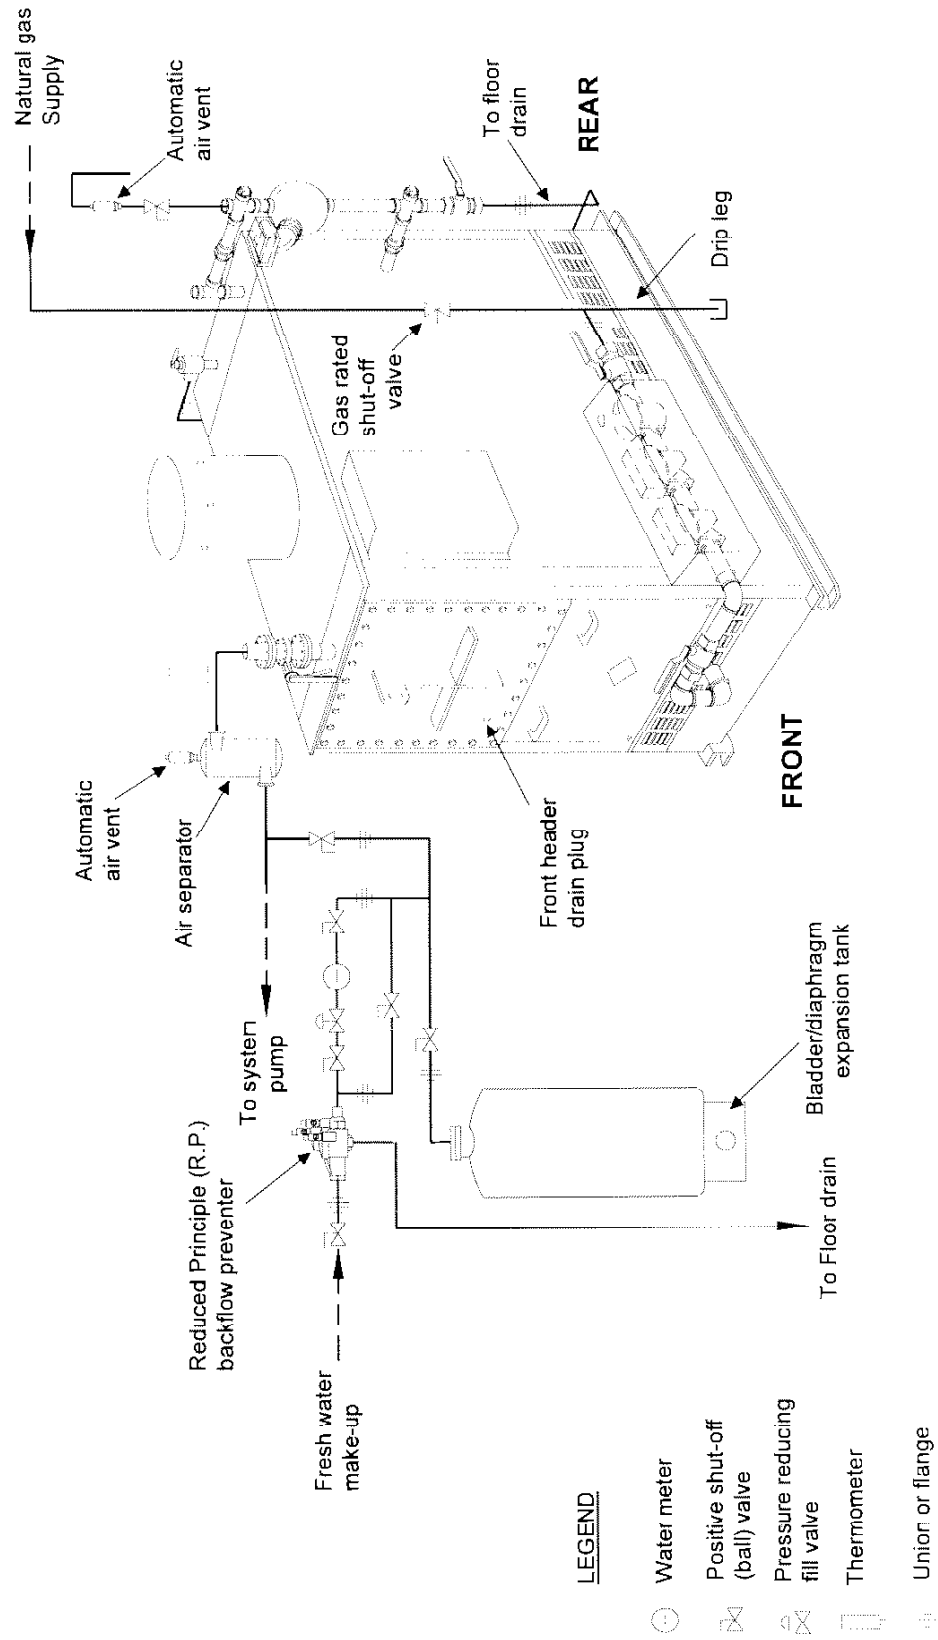 Natural gas
Supply
Automatic
air vent
To floor
drain
REAR
Drip leg
Gas rated
shut-off
valve
FRONT
Automatic
air vent
Air separator
Front header
drain plug
To system
pump
Reduced Principle (R.P.)
backflow preventer
Bladder/diaphragm
expansion tank
To Floor drain
Fresh water
make-up
LEGEND
Water meter
Positive shut-off
(ball) valve
Pressure reducing
fill valve
Thermometer
Union or flange